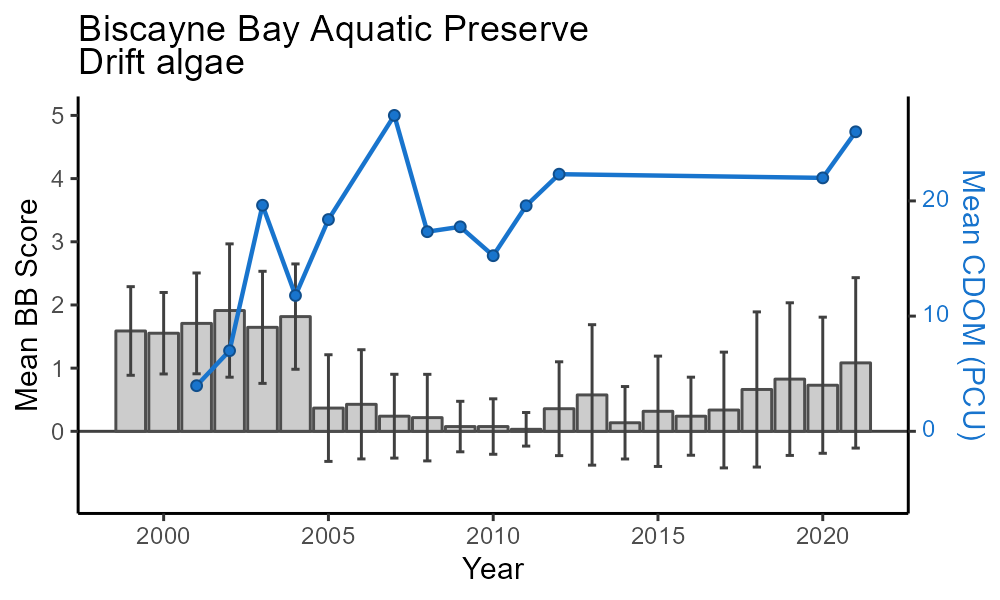 Biscayne Bay Aquatic Preserve
Drift algae
Mean BB Score
5
4
3
2
1
0
20
10
0
Mean CDOM (PCU)
2000
2005
2010
2015
2020
Year